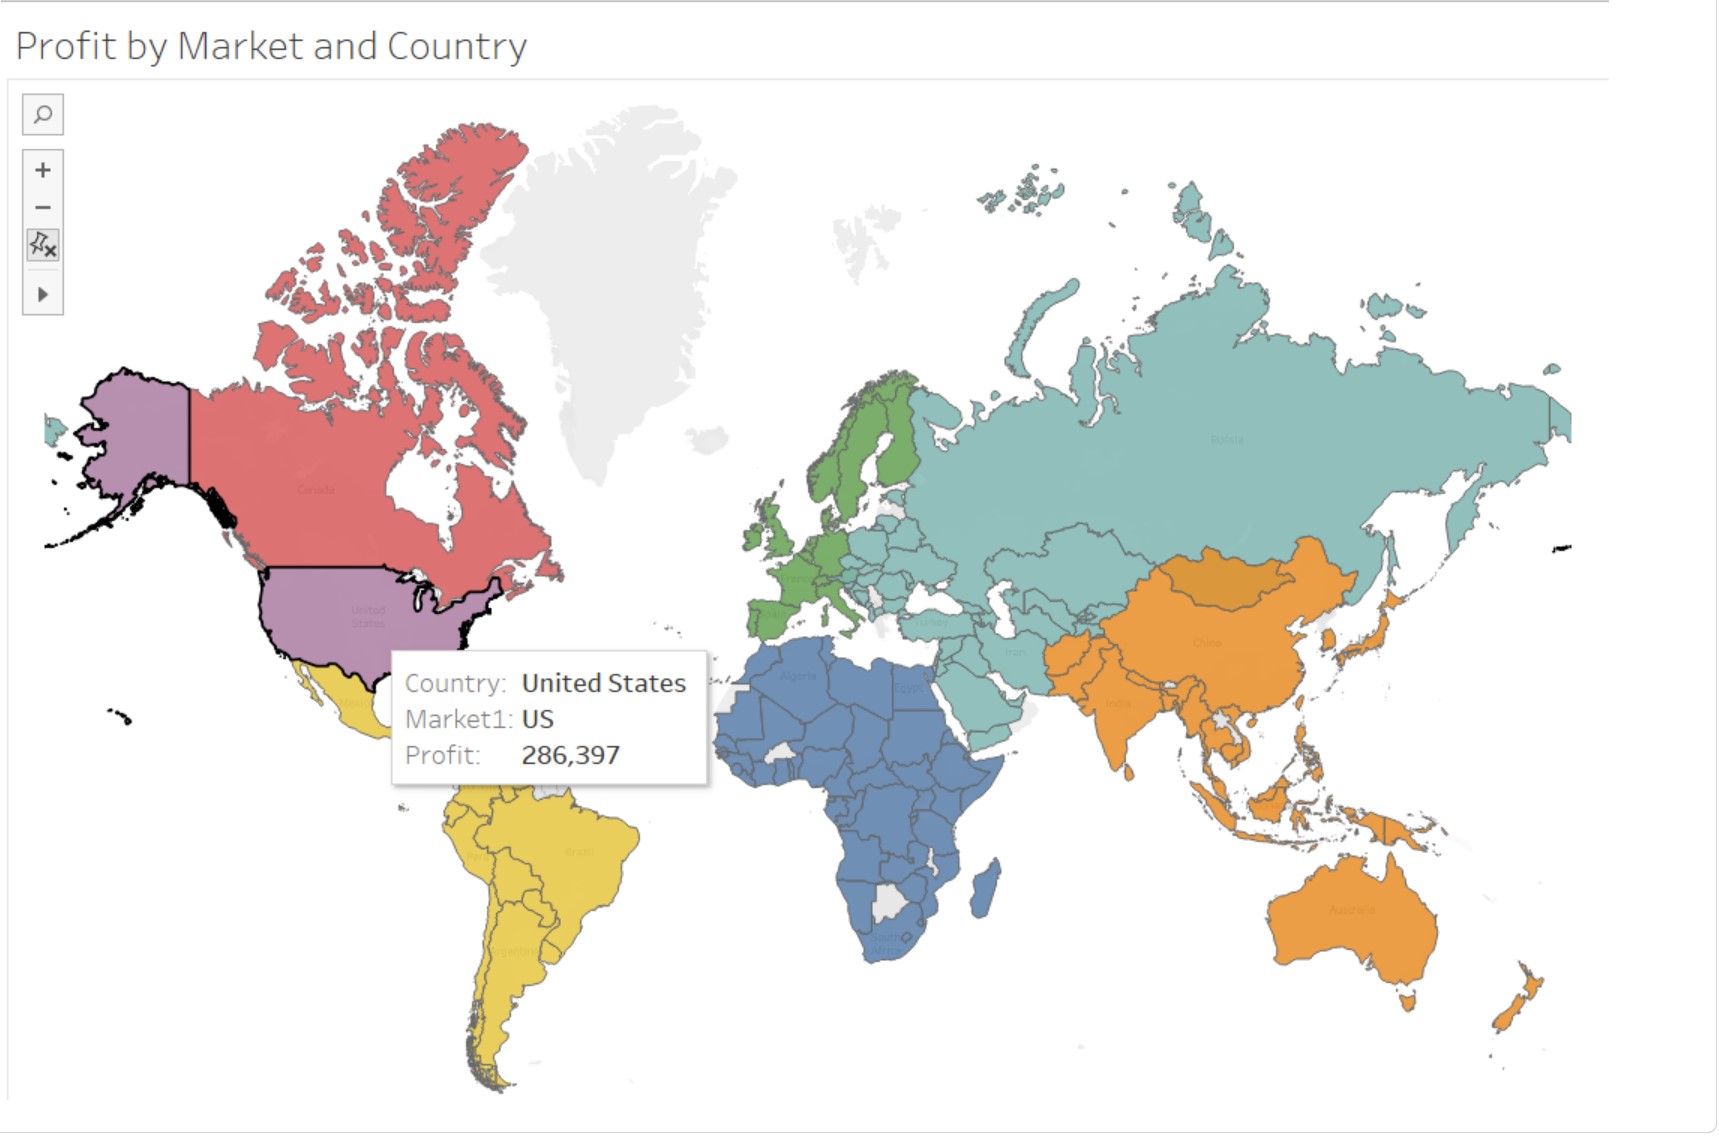 Profit by Market and Country
Canada
Russia
United
States
France
Turkey
Iran
China
Algeria
Egypt
India
Country: United States
Market1: US
Profit: 286,397
Mexico
Peru
Brazil
Argentina
South
Africa
Australia